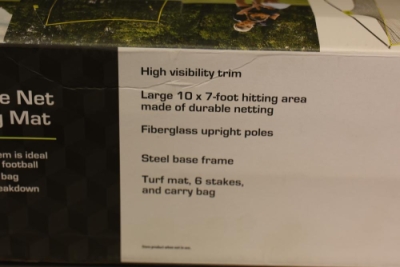 e Net
Mat
em is ideal
football
bag
eakdown
High visibility trim
Large 10 x 7-foot hitting area
made of durable netting
Fiberglass upright poles
Steel base frame
Turf mat, 6 stakes,
and carry bag